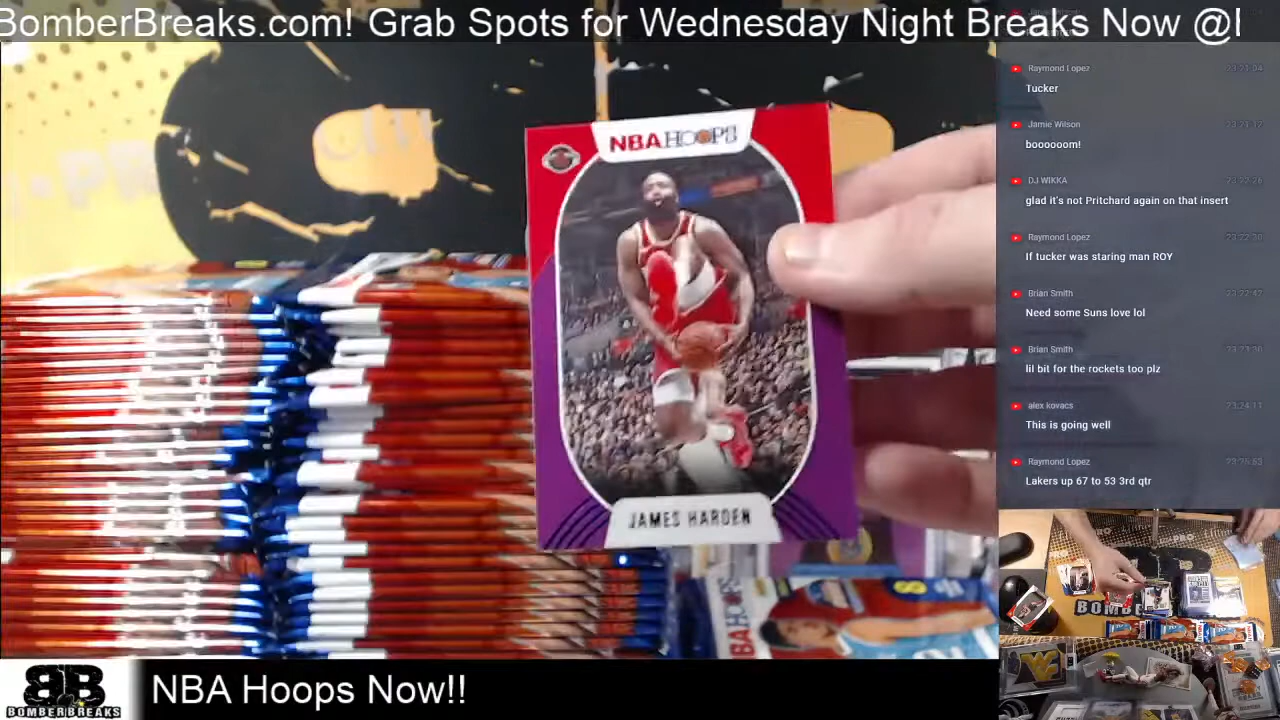 BomberBreaks.com! Grab Spots for Wednesday Night Breaks Now @
NBA HOOPS
JAMES HARDEN
Raymond Lopez
Tucker
Jamie Wilson
boooooom!
DJ WIKKA
glad it's not Pritchard again on that insert
Raymond Lopez
If tucker was staring man ROY
Brian Smith
Need some Suns love lol
Brian Smith
lil bit for the rockets too plz
alex kovacs
This is going well
Raymond Lopez
Lakers up 67 to 53 3rd qtr
BB
BOMBERBREAKS
NBA Hoops Now!!